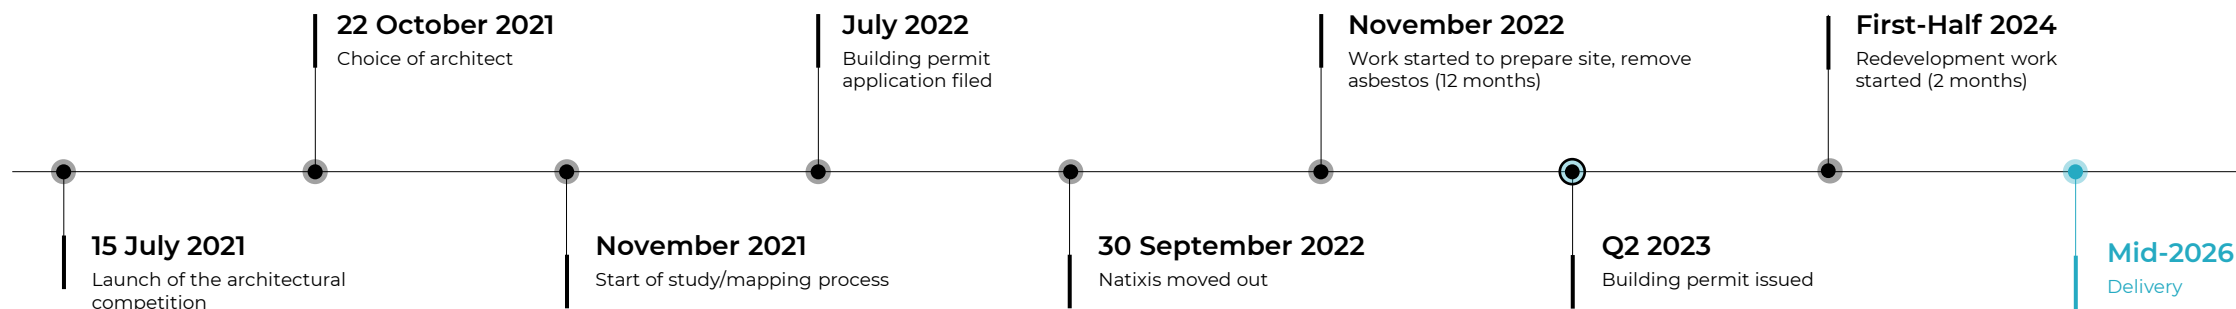 15 July 2021
Launch of the architectural
competition
22 October 2021
Choice of architect
November 2021
Start of study/mapping process
July 2022
Building permit
application filed
30 September 2022
Natixis moved out
November 2022
Work started to prepare site, remove
asbestos (12 months)
Q2 2023
Building permit issued
First-Half 2024
Redevelopment work
started (2 months)
Mid-2026
Delivery